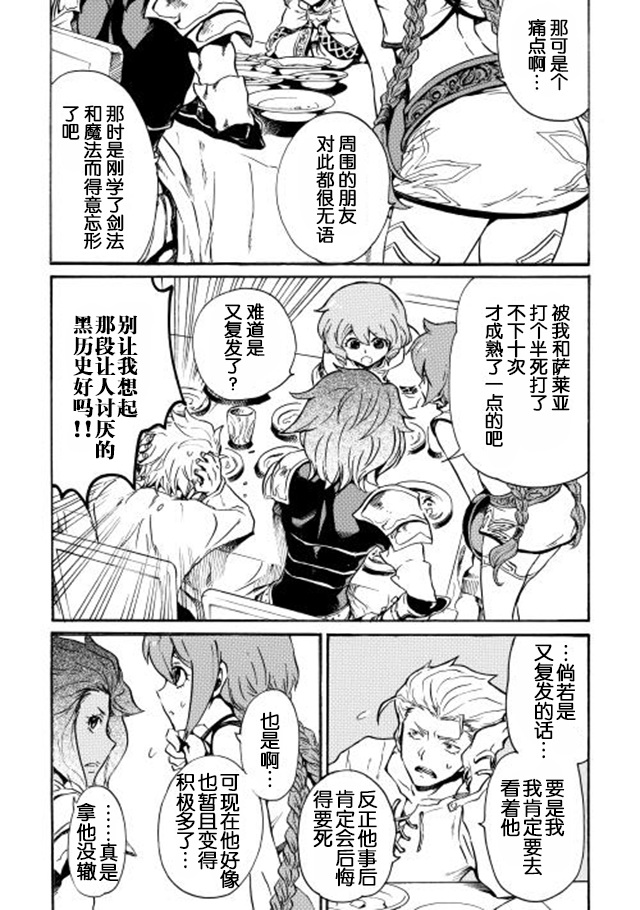 那可是个
痛点啊…
周围的朋友
对此都很无语
那时是刚学了剑法
和魔法而得意忘形
了吧
被我和萨莱亚
打个半死打了
不下十次
才成熟了一点的吧
难道是
又复发了？
别让我想起
那段让人讨厌的
黑历史好吗！！
…倘若是
又复发的话…
要是我
我肯定要去
看着他
反正他事后
肯定会后悔
得要死
也是啊…
可现在他好像
也暂且变得
积极多了…
……真是
拿他没辙